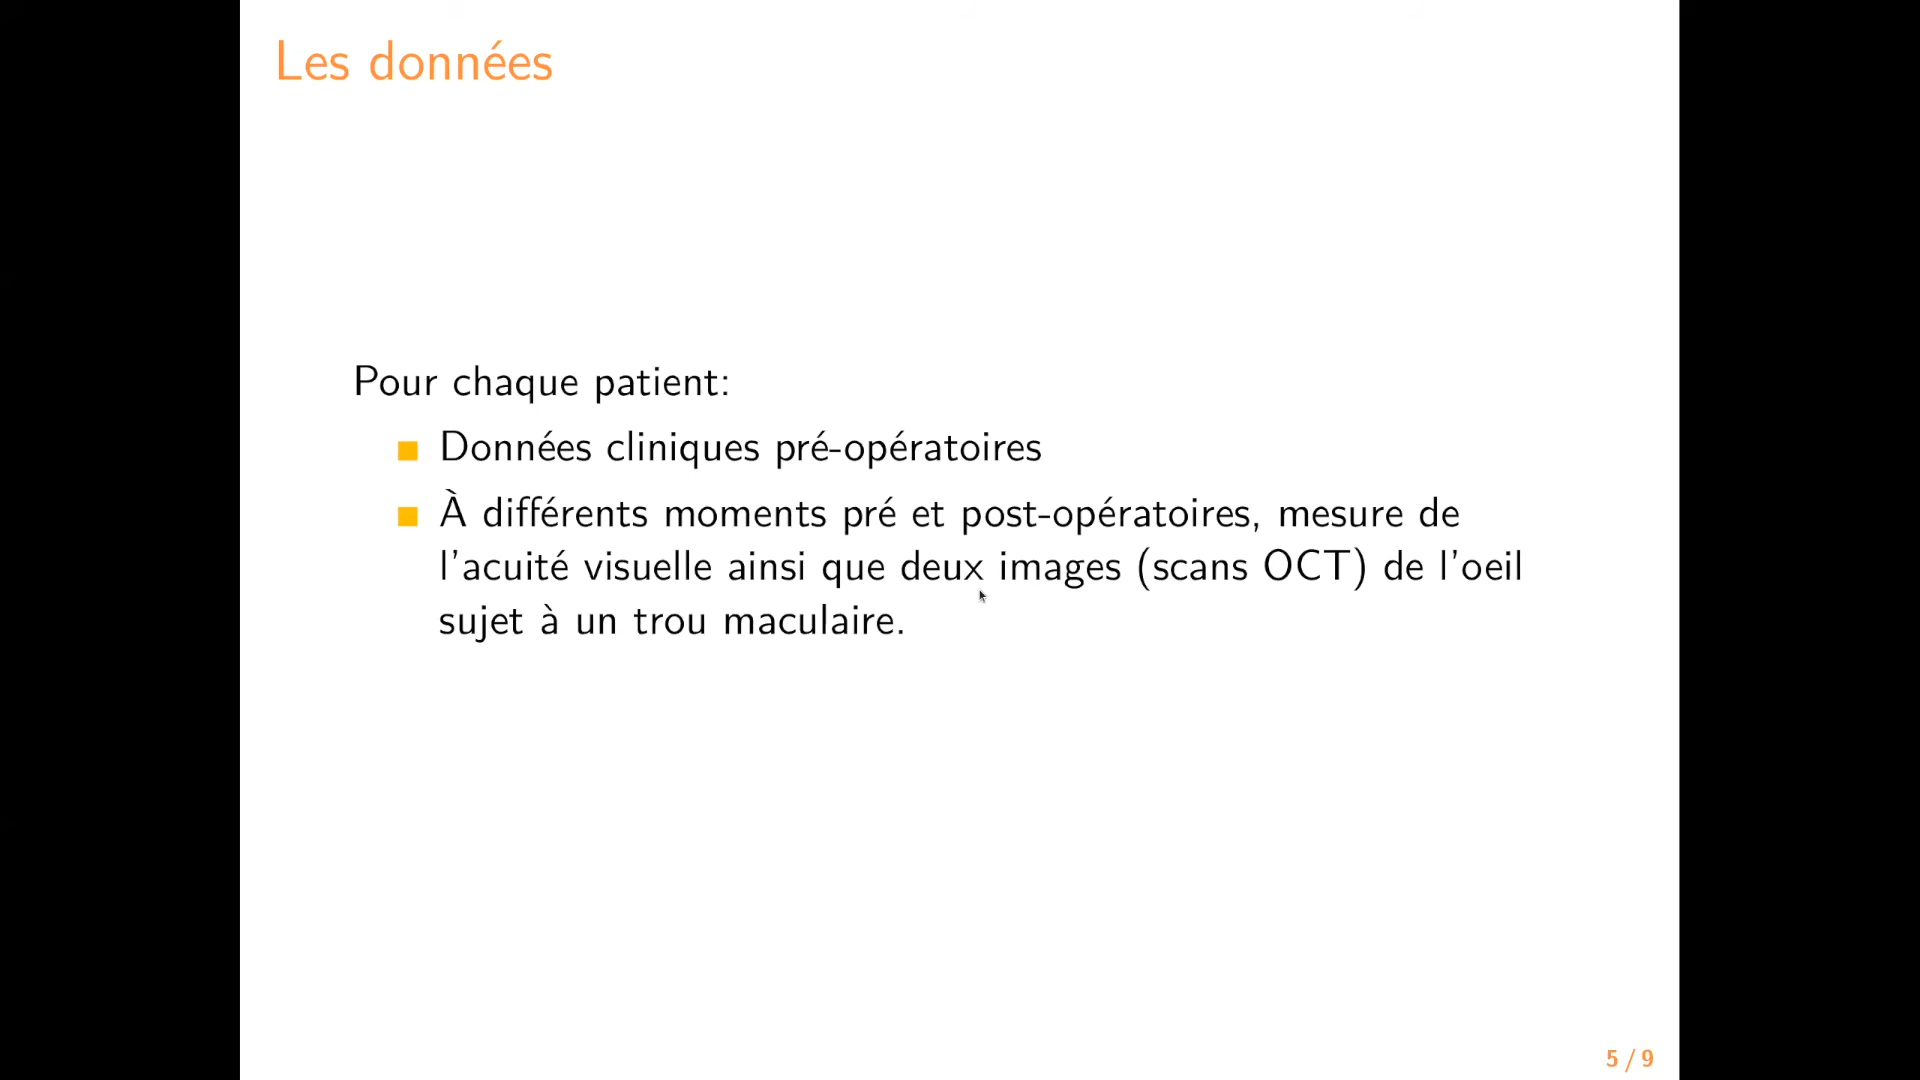 Les données
Pour chaque patient:
Données cliniques pré-opératoires
À différents moments pré et post-opératoires, mesure de
l'acuité visuelle ainsi que deux images (scans OCT) de l'oeil
sujet à un trou maculaire.
5 / 9